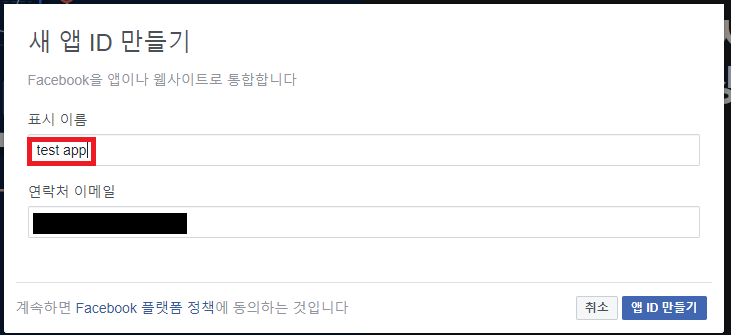 새 앱 ID 만들기
Facebook을 앱이나 웹사이트로 통합합니다
표시 이름
test app
연락처 이메일
계속하면 Facebook 플랫폼 정책에 동의하는 것입니다
취소
앱 ID 만들기